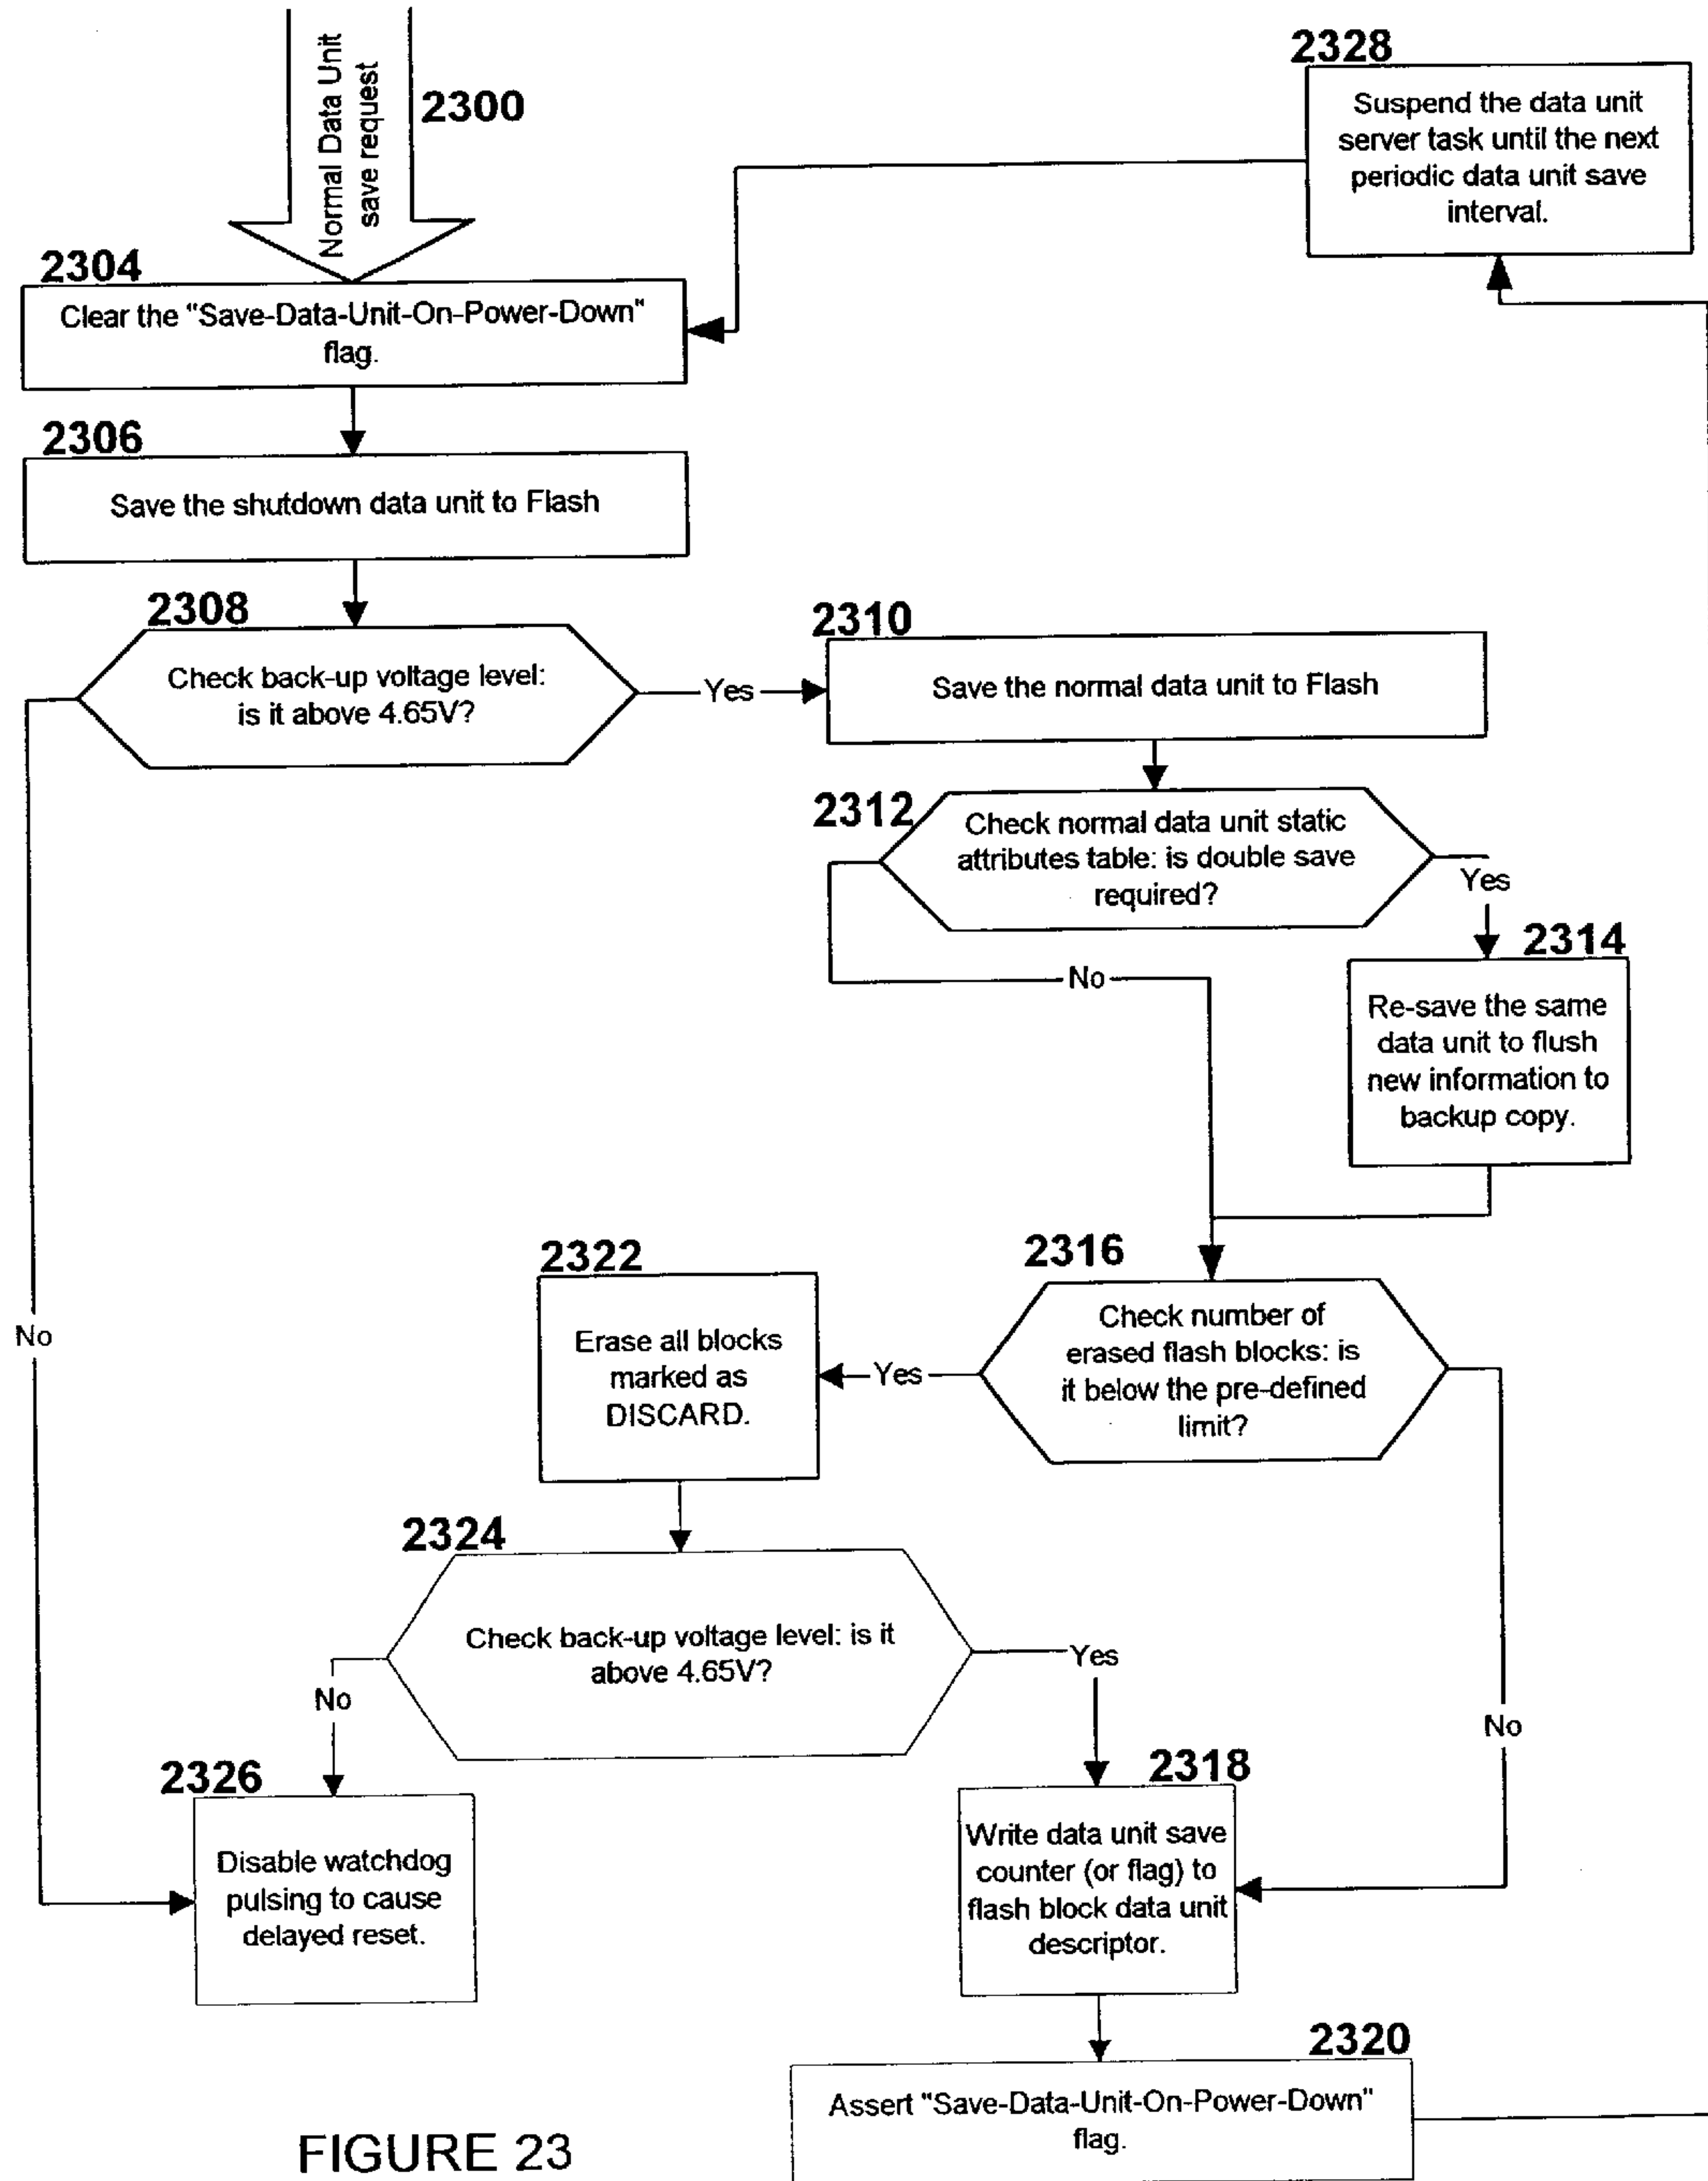 Normal Data Unit
save request
2300
2328
Suspend the data unit
server task until the next
periodic data unit save
interval.
2304
Clear the "Save-Data-Unit-On-Power-Down"
flag.
2306
Save the shutdown data unit to Flash
2308
Check back-up voltage level:
is it above 4.65V?
Yes
No
2310
Save the normal data unit to Flash
2312
Check normal data unit static
attributes table: is double save
required?
Yes
No
2314
Re-save the same
data unit to flush
new information to
backup copy.
2316
Check number of
erased flash blocks: is
it below the pre-defined
limit?
Yes
No
2322
Erase all blocks
marked as
DISCARD.
2324
Check back-up voltage level: is it
above 4.65V?
Yes
No
2326
Disable watchdog
pulsing to cause
delayed reset.
2318
Write data unit save
counter (or flag) to
flash block data unit
descriptor.
2320
Assert "Save-Data-Unit-On-Power-Down"
flag.
FIGURE 23